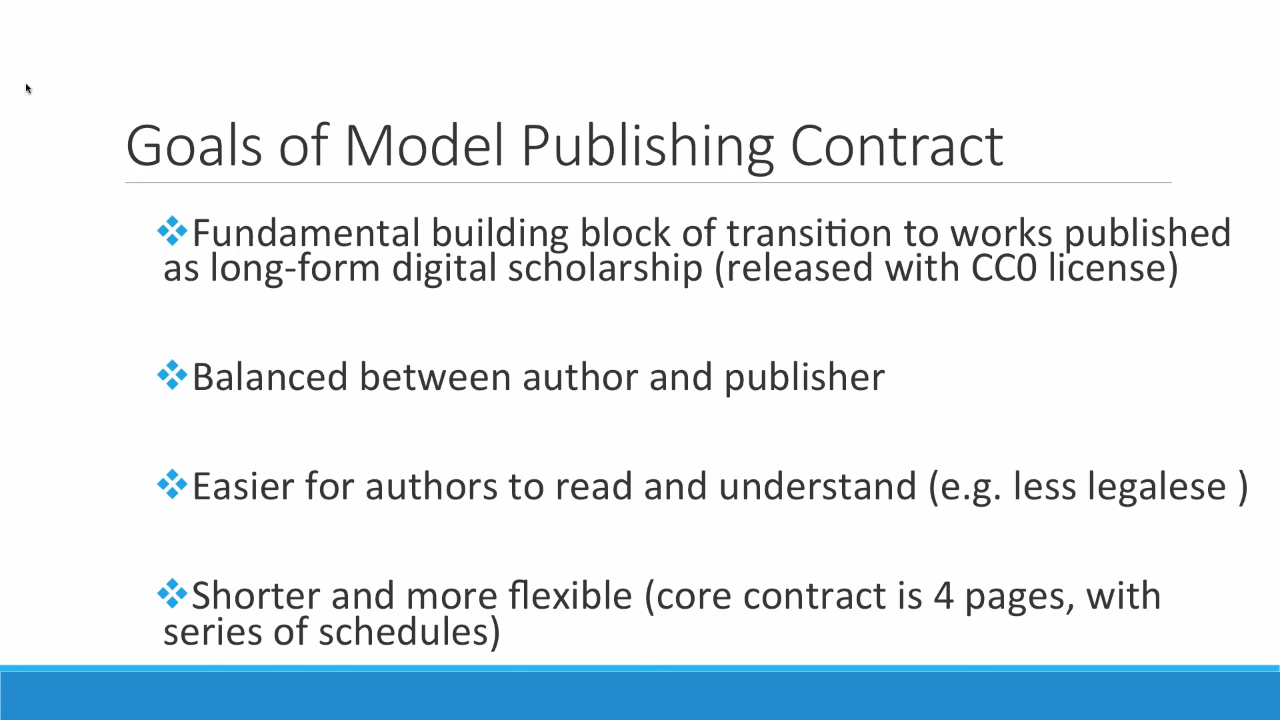 Goals of Model Publishing Contract
❖Fundamental building block of transition to works published
as long-form digital scholarship (released with CC0 license)
❖Balanced between author and publisher
❖Easier for authors to read and understand (e.g. less legalese )
❖Shorter and more flexible (core contract is 4 pages, with
series of schedules)